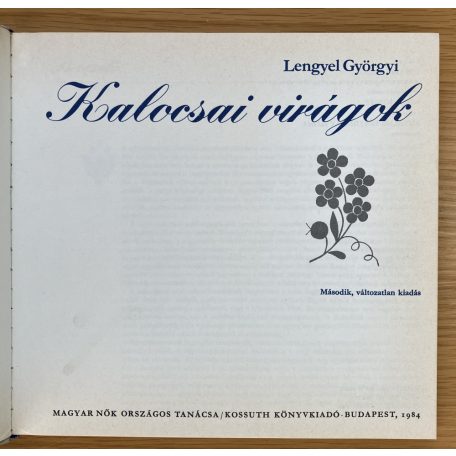 Lengyel Györgyi
Kalocsai virágok
Második, változatlan kiadás
MAGYAR NŐK ORSZÁGOS TANÁCSA/KOSSUTH KÖNYVKIADÓ-BUDAPEST, 1984